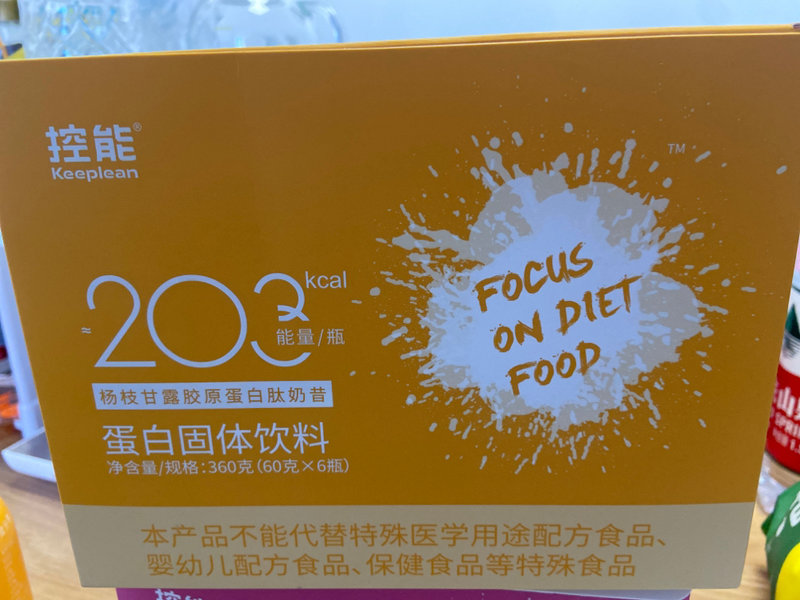 控能®
Keeplean
TM
≈203kcal
能量/瓶
杨枝甘露胶原蛋白肽奶昔
蛋白固体饮料
净含量/规格:360克(60克×6瓶)
FOCUS
ON DIET
FOOD
本产品不能代替特殊医学用途配方食品、
婴幼儿配方食品、保健食品等特殊食品
控能